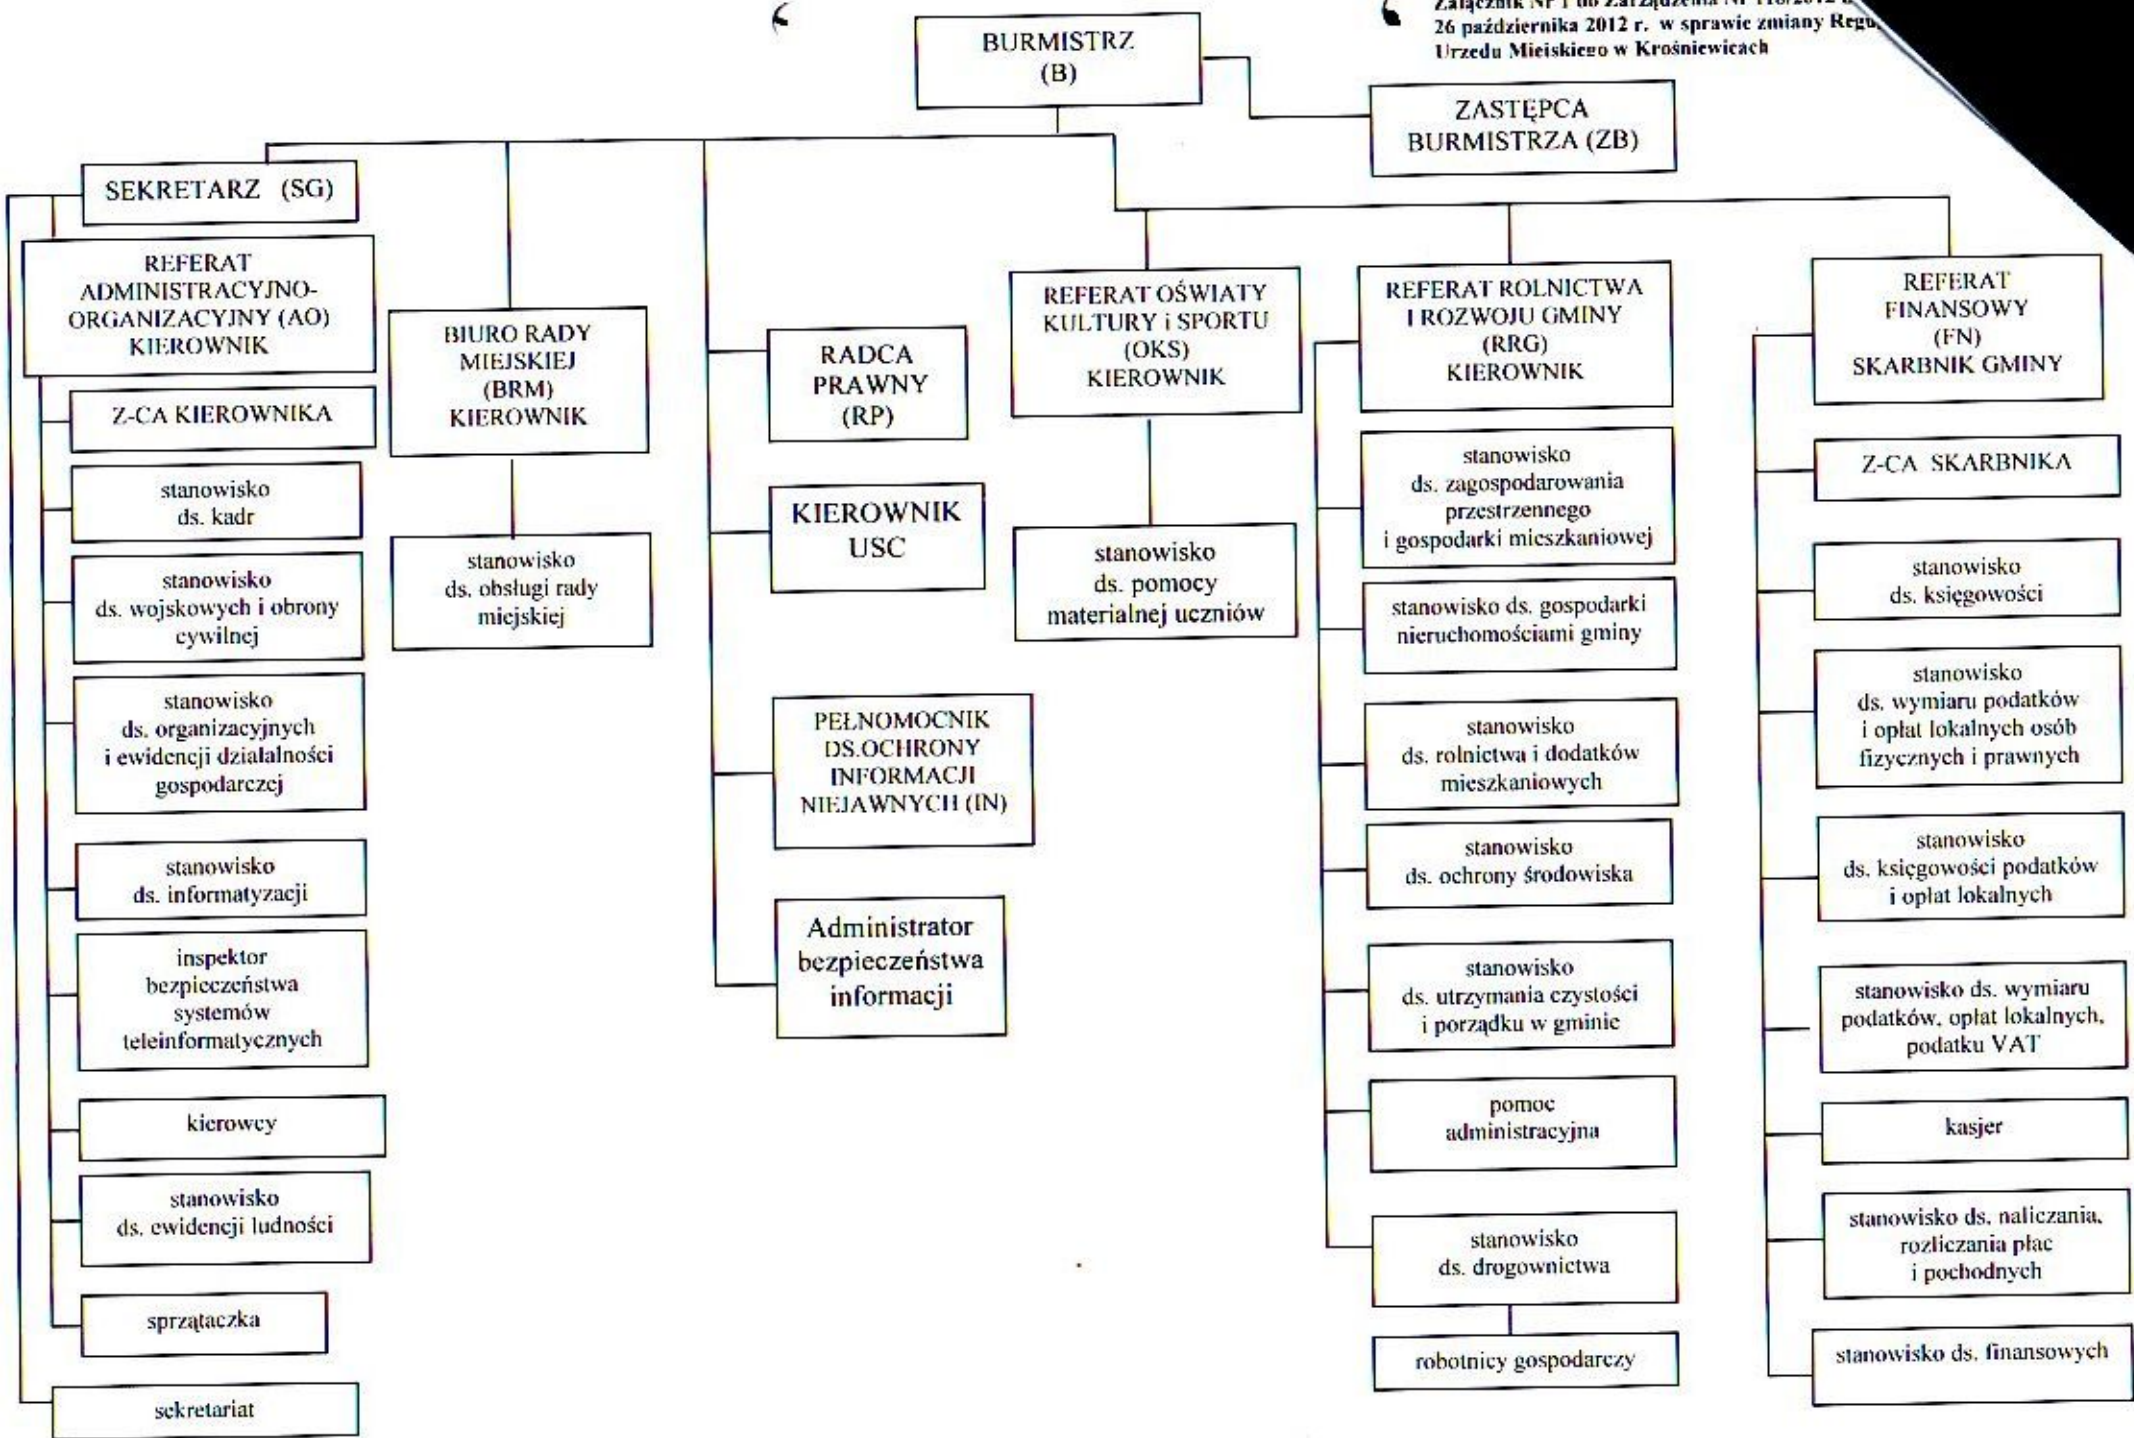 Załącznik Nr 1 do Zarządzenia Nr 118/2012
26 października 2012 r. w sprawie zmiany
Urzędu Miejskiego w Krośniewicach
BURMISTRZ
(B)
ZASTĘPCA
BURMISTRZA (ZB)
SEKRETARZ (SG)
REFERAT
ADMINISTRACYJNO-
ORGANIZACYJNY (AO)
KIEROWNIK
Z-CA KIEROWNIKA
stanowisko
ds. kadr
stanowisko
ds. wojskowych i obrony
cywilnej
stanowisko
ds. organizacyjnych
i ewidencji działalności
gospodarczej
stanowisko
ds. informatyzacji
inspektor
bezpieczeństwa
systemów
teleinformatycznych
kierowcy
stanowisko
ds. ewidencji ludności
sprzątaczka
sekretariat
BIURO RADY
MIEJSKIEJ
(BRM)
KIEROWNIK
stanowisko
ds. obsługi rady
miejskiej
RADCA
PRAWNY
(RP)
KIEROWNIK
USC
PEŁNOMOCNIK
DS.OCHRONY
INFORMACJI
NIEJAWNYCH (IN)
Administrator
bezpieczeństwa
informacji
REFERAT OŚWIATY
KULTURY i SPORTU
(OKS)
KIEROWNIK
stanowisko
ds. pomocy
materialnej uczniów
REFERAT ROLNICTWA
I ROZWOJU GMINY
(RRG)
KIEROWNIK
stanowisko
ds. zagospodarowania
przestrzennego
i gospodarki mieszkaniowej
stanowisko ds. gospodarki
nieruchomościami gminy
stanowisko
ds. rolnictwa i dodatków
mieszkaniowych
stanowisko
ds. ochrony środowiska
stanowisko
ds. utrzymania czystości
i porządku w gminie
pomoc
administracyjna
stanowisko
ds. drogownictwa
robotnicy gospodarczy
REFERAT
FINANSOWY
(FN)
SKARBNIK GMINY
Z-CA SKARBNIKA
stanowisko
ds. księgowości
stanowisko
ds. wymiaru podatków
i opłat lokalnych osób
fizycznych i prawnych
stanowisko
ds. księgowości podatków
i opłat lokalnych
stanowisko ds. wymiaru
podatków, opłat lokalnych,
podatku VAT
kasjer
stanowisko ds. naliczania,
rozliczania płac
i pochodnych
stanowisko ds. finansowych